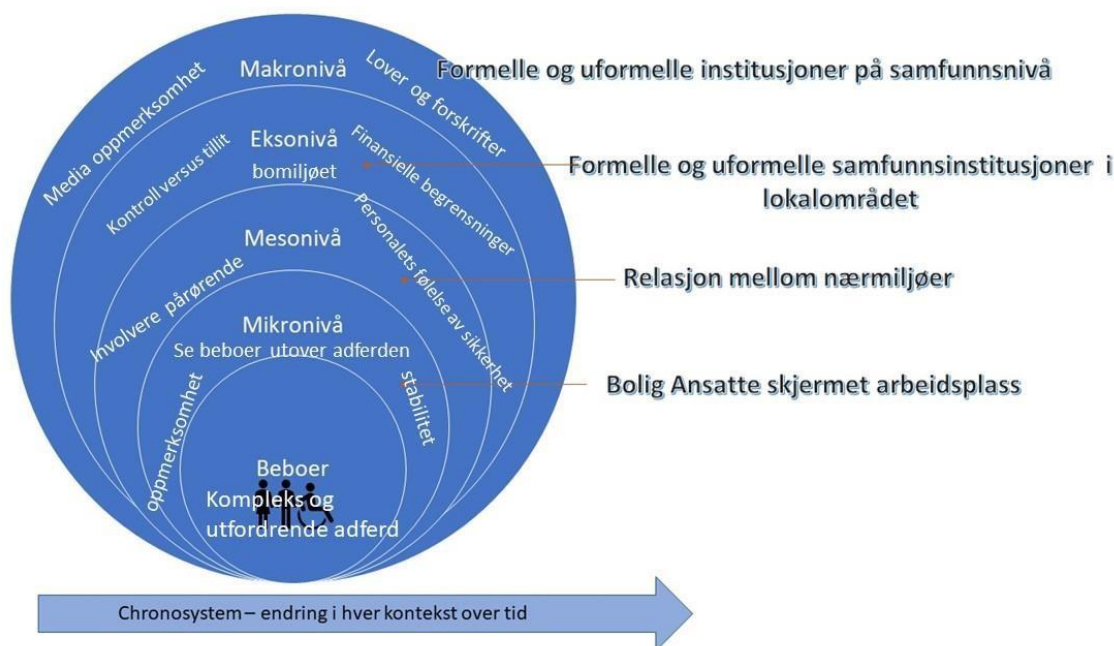 Makronivå
Media oppmerksomhet
Lover og forskrifter
Formelle og uformelle institusjoner på samfunnsnivå
Eksonivå
bomiljøet
Kontroll versus tillit
Finansielle begrensninger
Formelle og uformelle samfunnsinstitusjoner i
lokalområdet
Mesonivå
Involvere pårørende
Personalets følelse av sikkerhet
Relasjon mellom nærmiljøer
Mikronivå
Se beboer utover adferden
oppmerksomhet
stabilitet
Bolig Ansatte skjermet arbeidsplass
Beboer
Kompleks og
utfordrende adferd
Chronosystem – endring i hver kontekst over tid